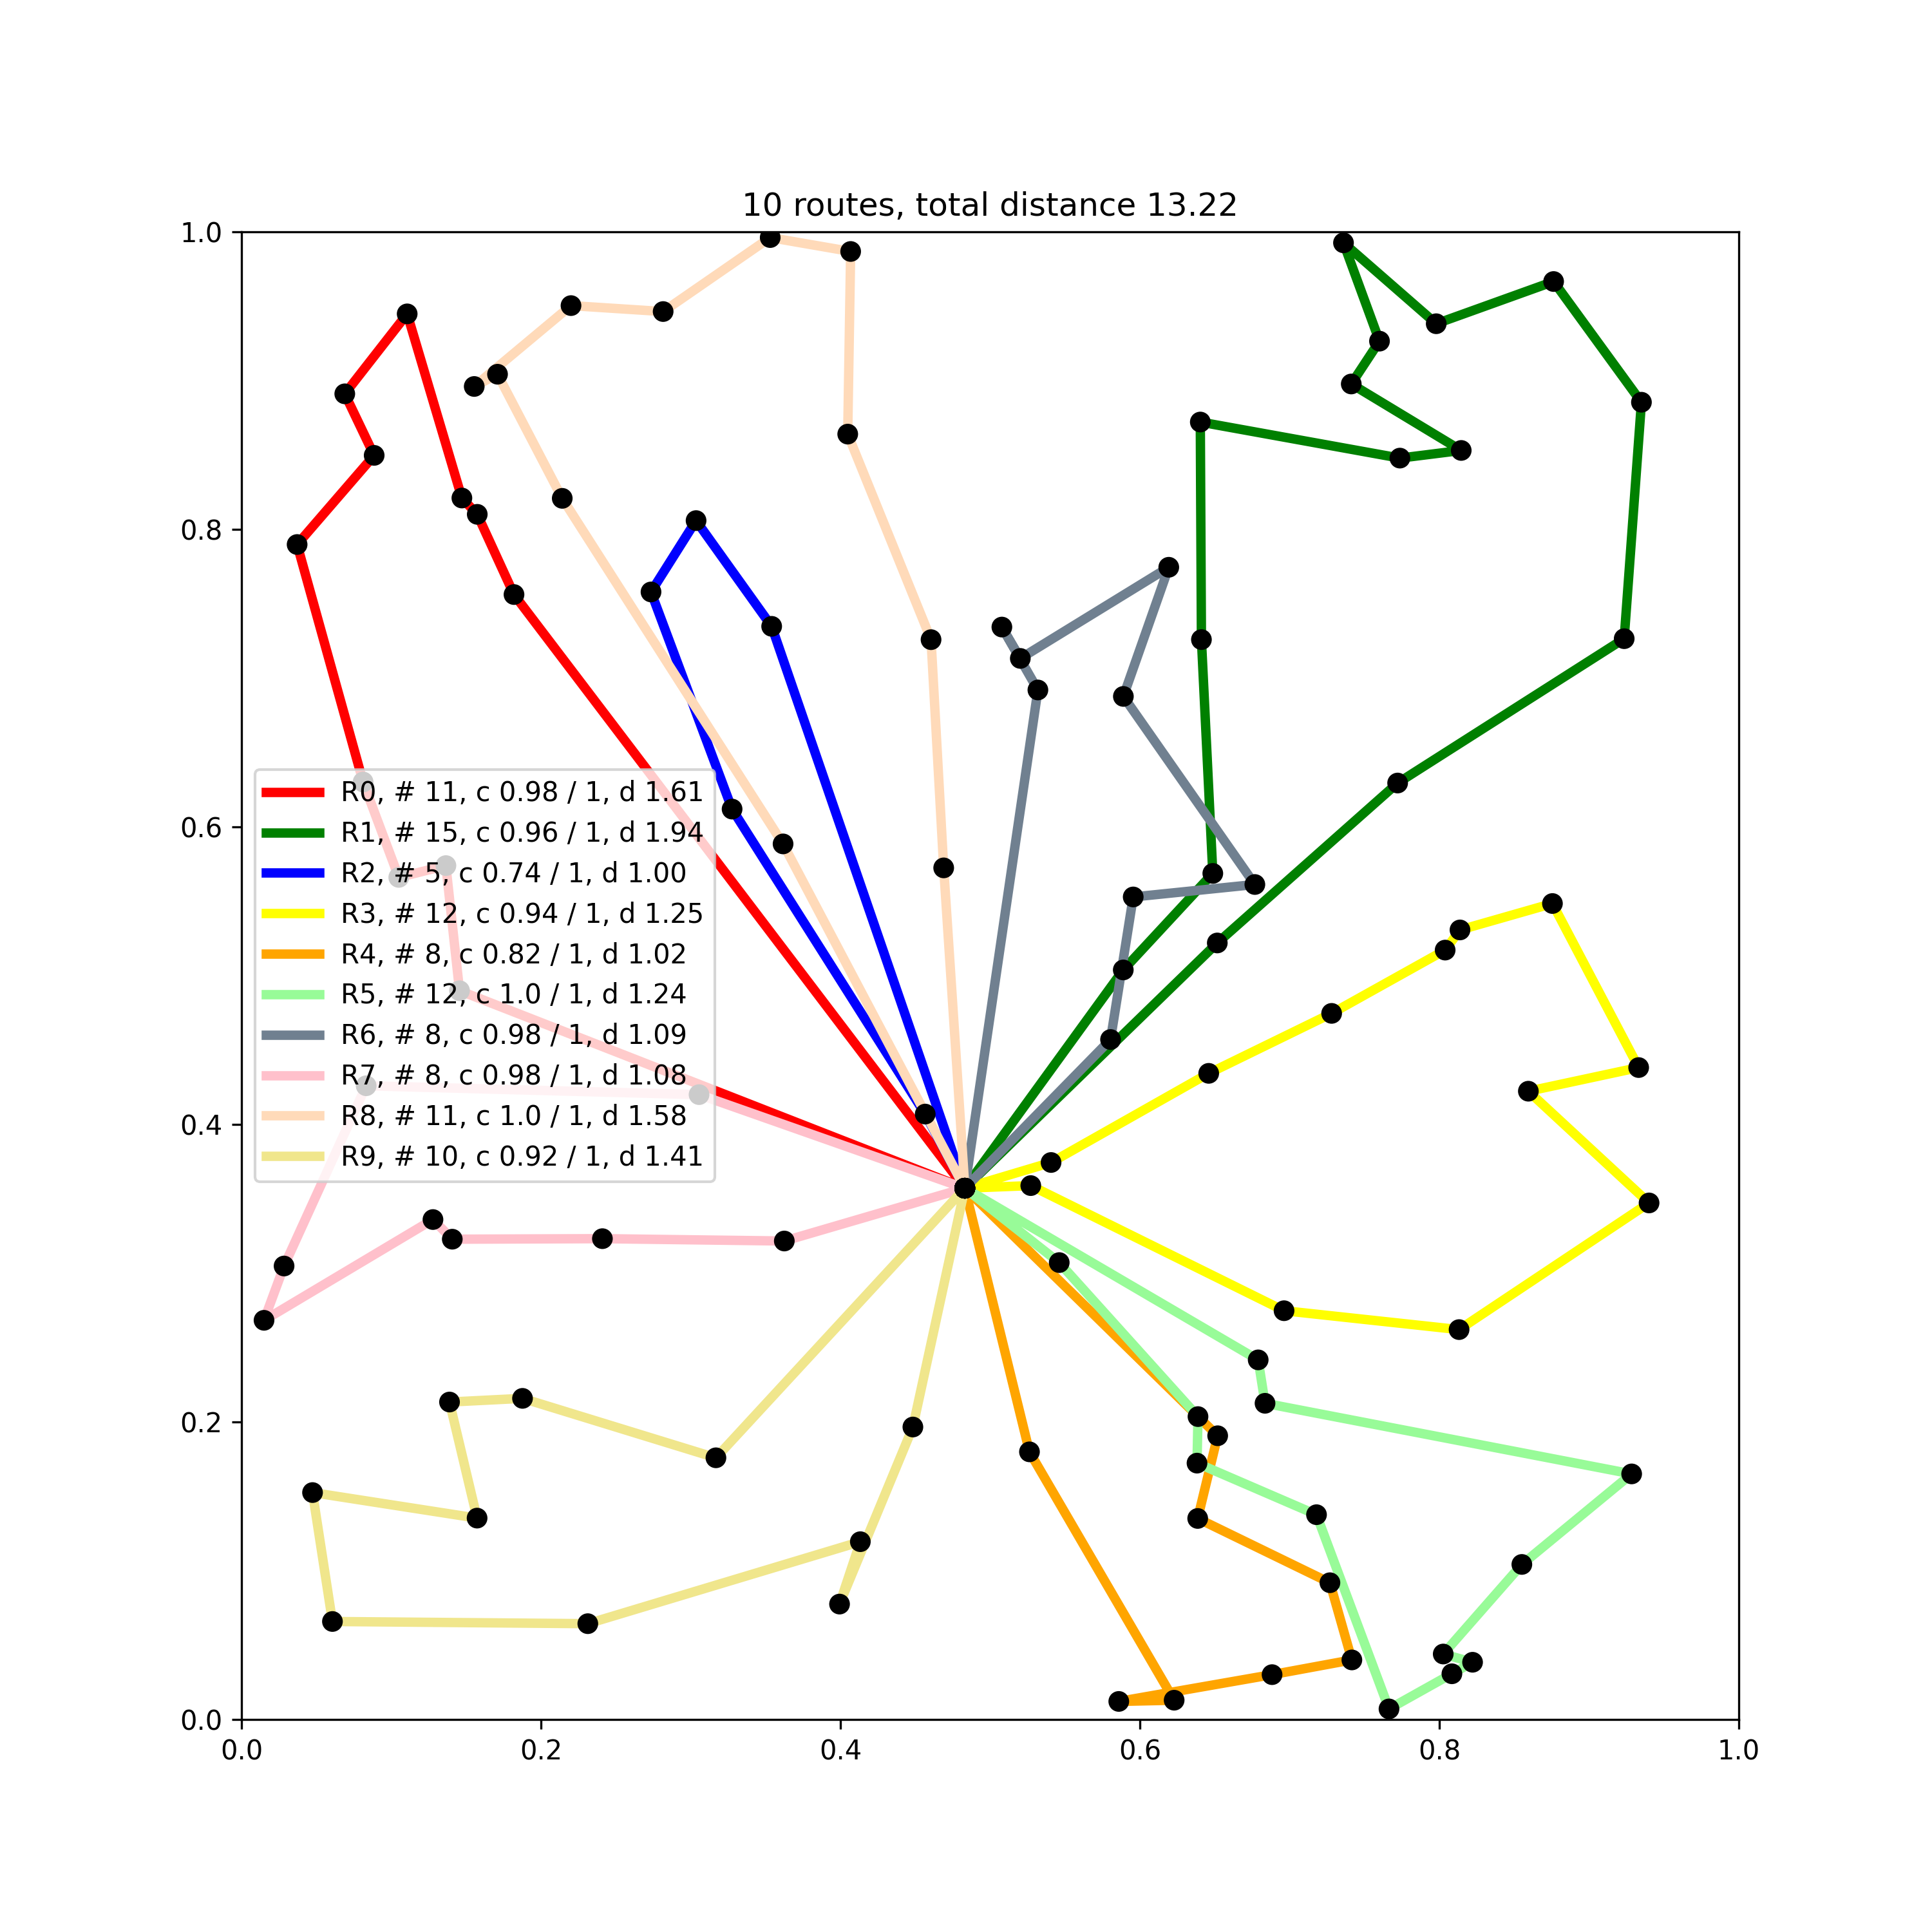 10 routes, total distance 13.22
1.0
0.8
0.6
0.4
0.2
0.0
R0, # 11, c 0.98 / 1, d 1.61
R1, # 15, c 0.96 / 1, d 1.94
R2, # 5, c 0.74 / 1, d 1.00
R3, # 12, c 0.94 / 1, d 1.25
R4, # 8, c 0.82 / 1, d 1.02
R5, # 12, c 1.0 / 1, d 1.24
R6, # 8, c 0.98 / 1, d 1.09
R7, # 8, c 0.98 / 1, d 1.08
R8, # 11, c 1.0 / 1, d 1.58
R9, # 10, c 0.92 / 1, d 1.41
0.0 0.2 0.4 0.6 0.8 1.0